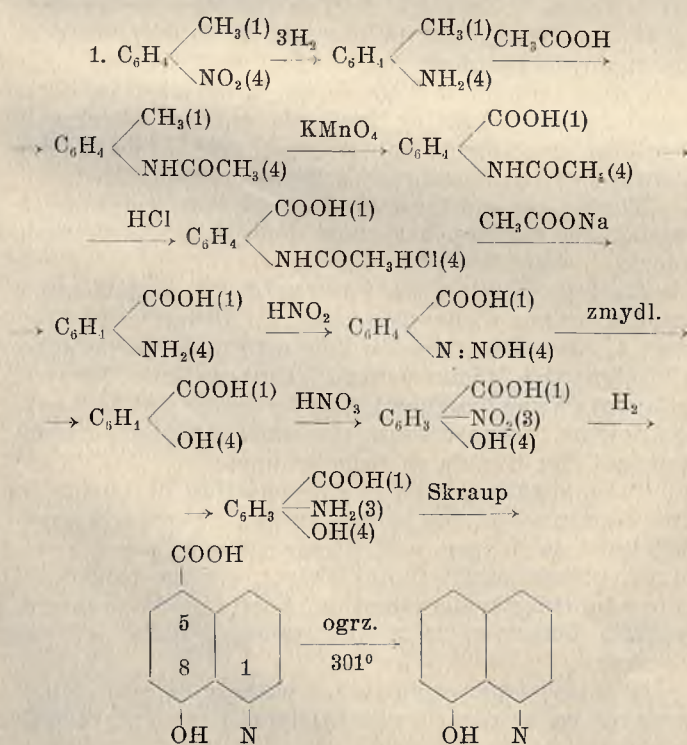 CH₃(1) CH₃(1)
1. C₆H₄ 3H₂ C₆H₄ CH₃COOH
NO₂(4) NH₂(4)
CH₃(1) COOH(1)
C₆H₄ KMnO₄ C₆H₄
NHCOCH₃(4) NHCOCH₃(4)
HCl COOH(1) CH₃COONa
C₆H₄
NHCOCH₃HCl(4)
COOH(1) COOH(1)
C₆H₄ HNO₂ C₆H₄ zmydl.
NH₂(4) N : NOH(4)
COOH(1) COOH(1)
C₆H₄ HNO₃ C₆H₃ NO₂(3) H₂
OH(4) OH(4)
COOH(1)
C₆H₃ NH₂(3) Skraup
OH(4)
COOH
5 ogrz.
8 1 301⁰
OH N OH N